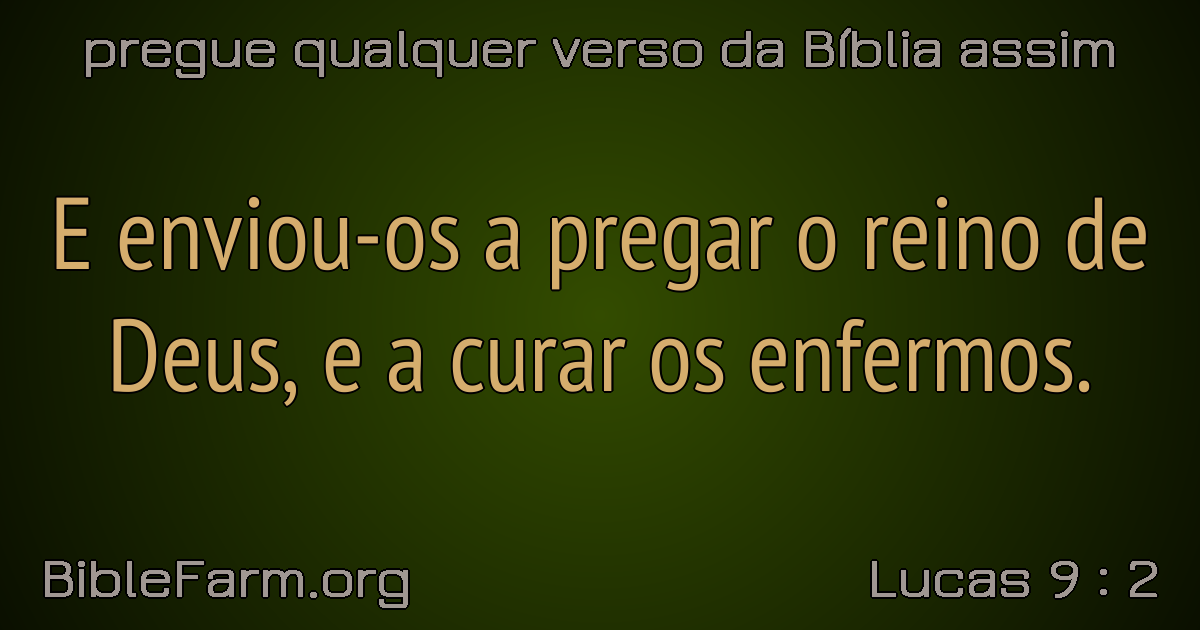 pregue qualquer verso da Bíblia assim
E enviou-os a pregar o reino de
Deus, e a curar os enfermos.
BibleFarm.org
Lucas 9 : 2